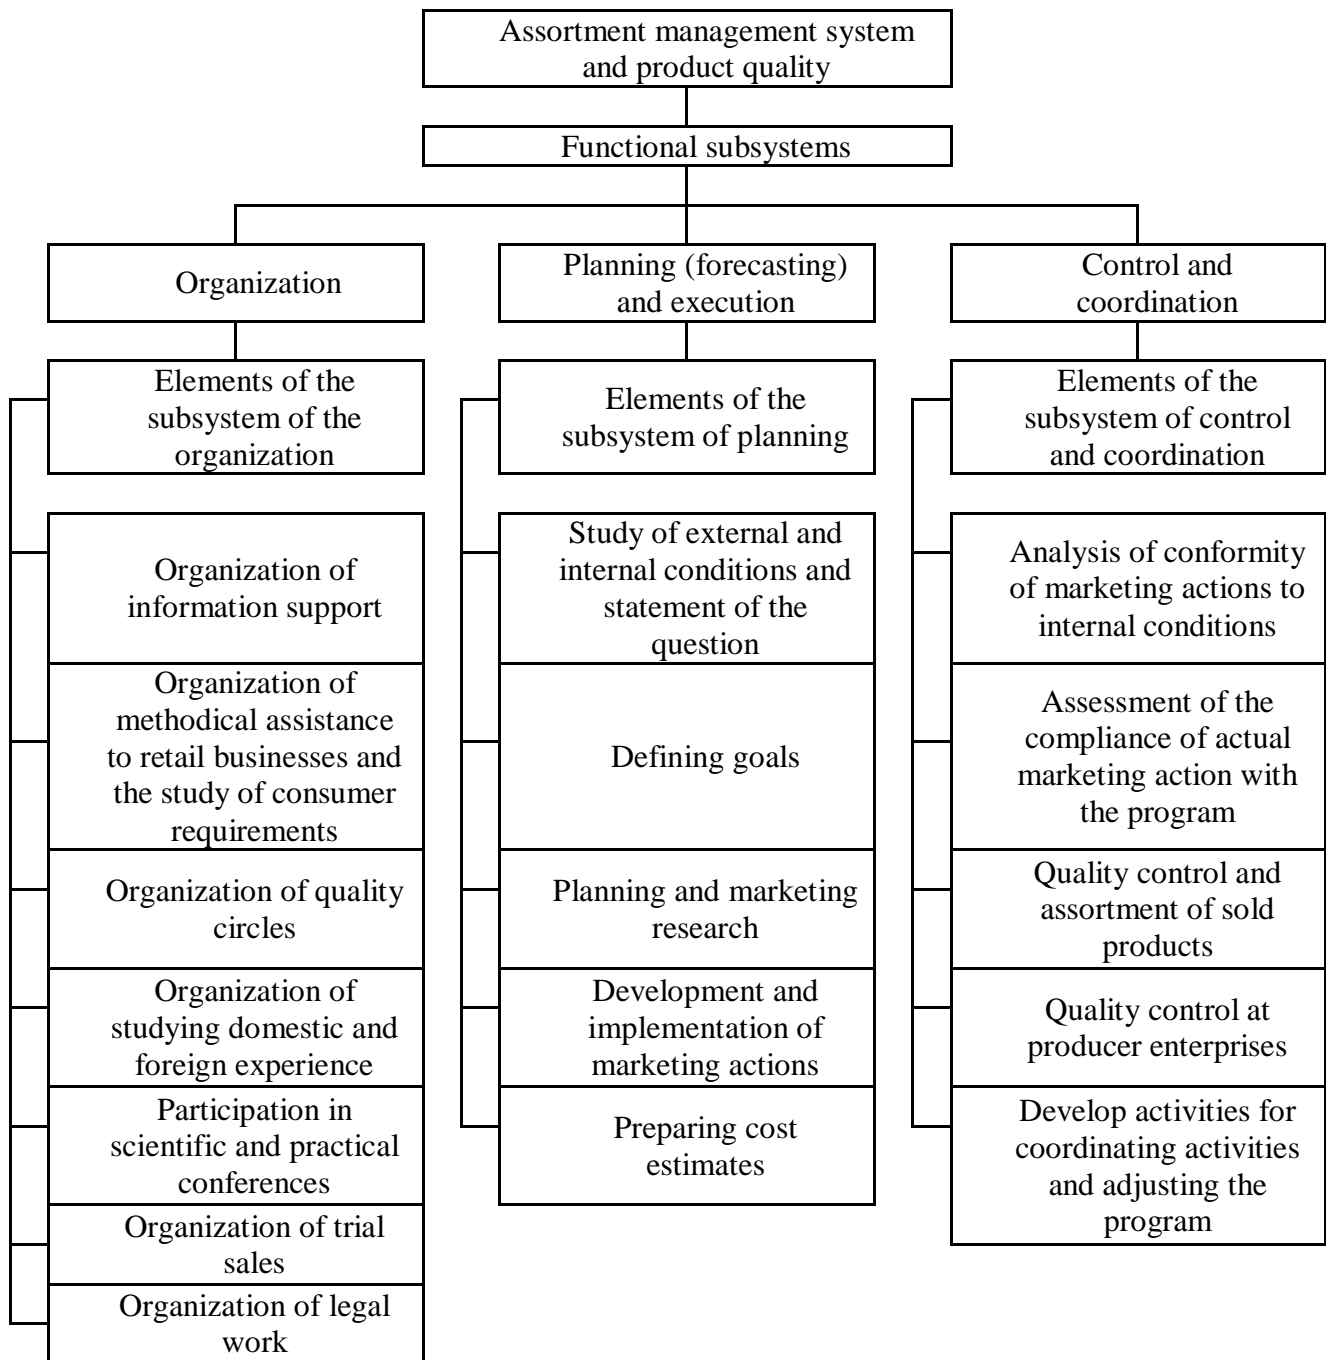 Assortment management system
and product quality
Functional subsystems
Organization
Planning (forecasting)
and execution
Control and
coordination
Elements of the
subsystem of the
organization
Elements of the
subsystem of planning
Elements of the
subsystem of control
and coordination
Organization of
information support
Organization of
methodical assistance
to retail businesses and
the study of consumer
requirements
Organization of quality
circles
Organization of
studying domestic and
foreign experience
Participation in
scientific and practical
conferences
Organization of trial
sales
Organization of legal
work
Study of external and
internal conditions and
statement of the
question
Defining goals
Planning and marketing
research
Development and
implementation of
marketing actions
Preparing cost
estimates
Analysis of conformity
of marketing actions to
internal conditions
Assessment of the
compliance of actual
marketing action with
the program
Quality control and
assortment of sold
products
Quality control at
producer enterprises
Develop activities for
coordinating activities
and adjusting the
program